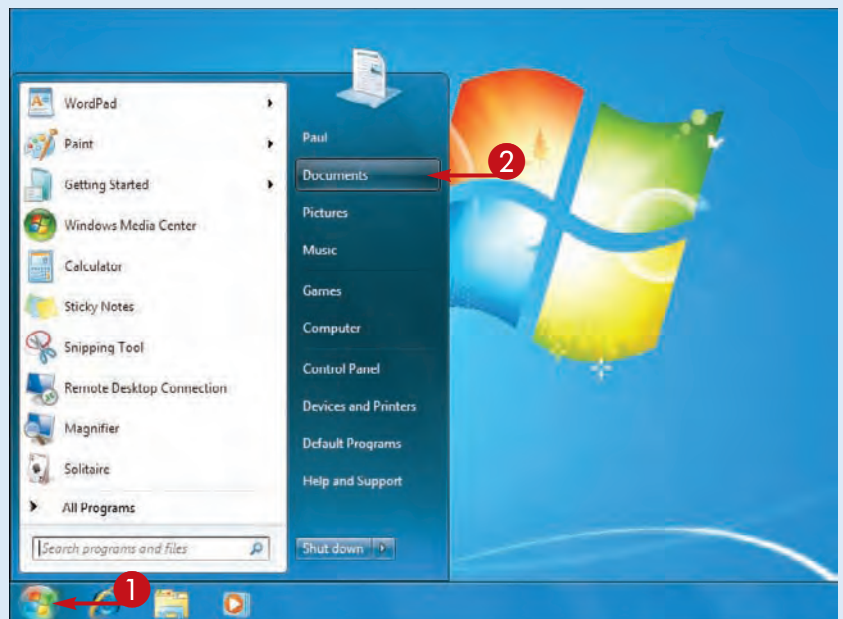 WordPad
Paint
Getting Started
Windows Media Center
Calculator
Sticky Notes
Snipping Tool
Remote Desktop Connection
Magnifier
Solitaire
All Programs
Search programs and files
Paul
Documents
2
Pictures
Music
Games
Computer
Control Panel
Devices and Printers
Default Programs
Help and Support
Shut down
1